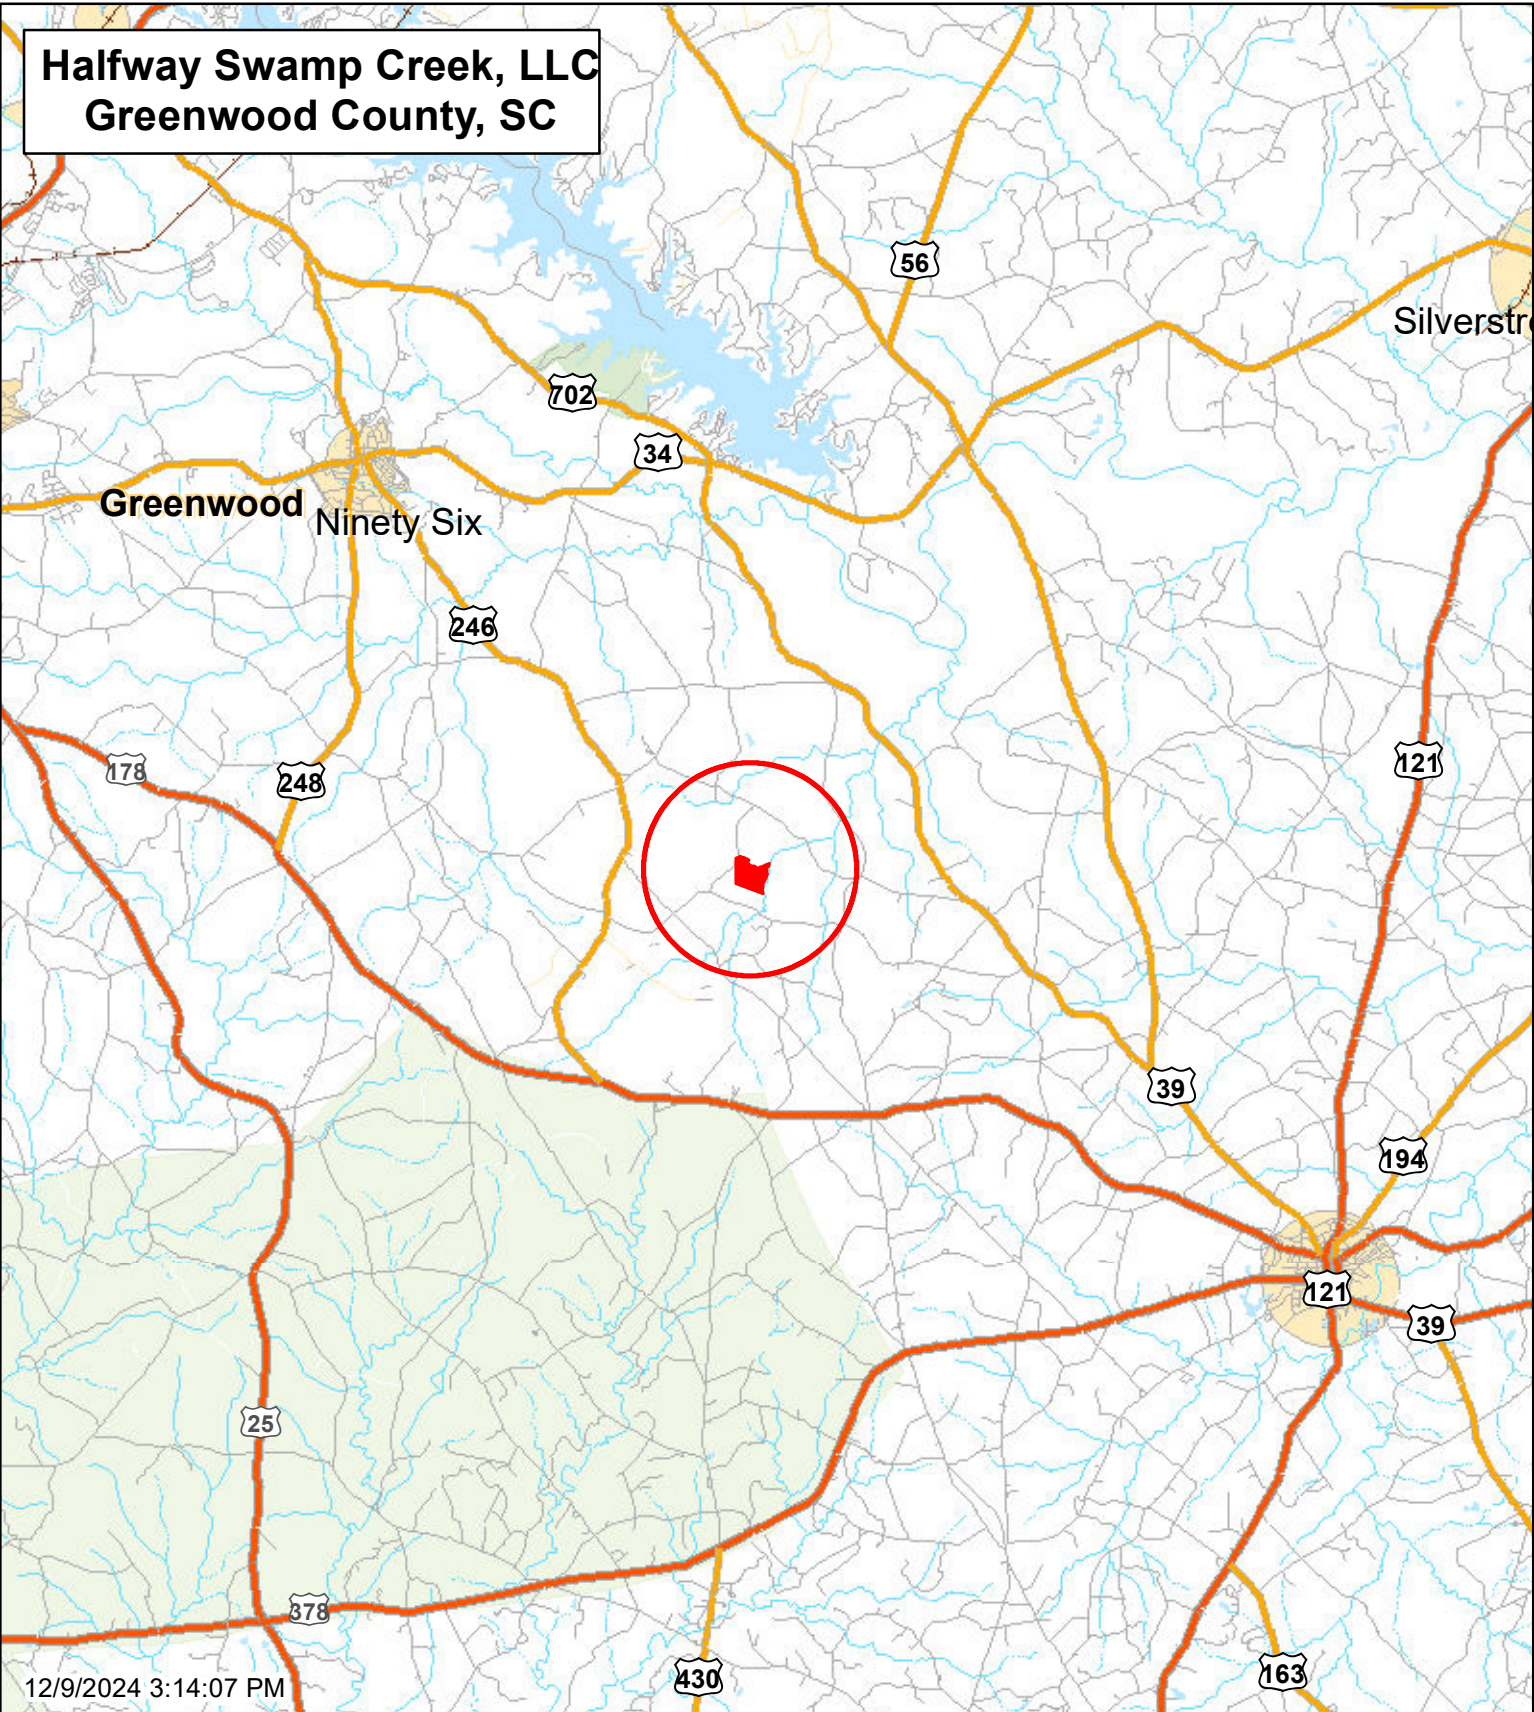 Halfway Swamp Creek, LLC
Greenwood County, SC
56
Silverstr
702
34
Greenwood
Ninety Six
246
178
248
121
39
194
121
39
25
378
430
163
12/9/2024 3:14:07 PM